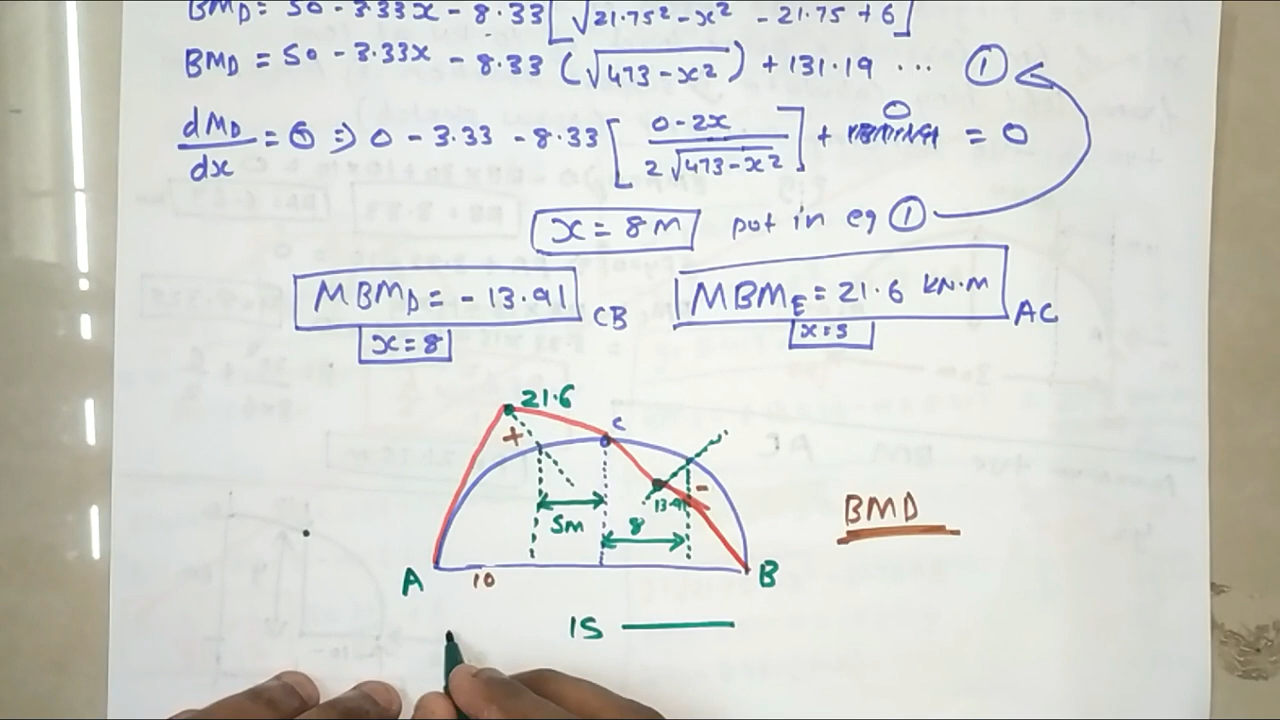 BMD = 50 - 3.33x - 8.33 [√21.75² - x² - 21.75 + 6]
BMD = 50 - 3.33x - 8.33 (√473 - x²) + 131.19 ... ①
dMD/dx = 0 ⇒ 0 - 3.33 - 8.33 [0 - 2x / 2√473 - x²] + 0 = 0
x = 8m put in eq ①
MBMD = - 13.91 CB MBME = 21.6 KN.M AC
x = 8 x = 5
21.6
C
+
-
13.91
5m
8
BMD
A
10
B
15